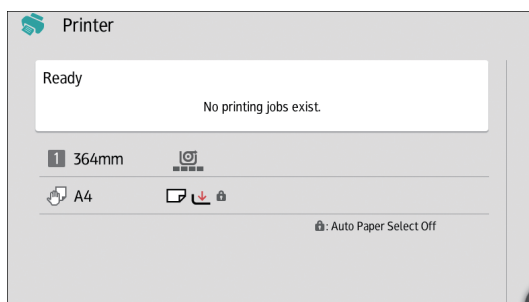 Printer
Ready
No printing jobs exist.
1 364mm
A4
: Auto Paper Select Off